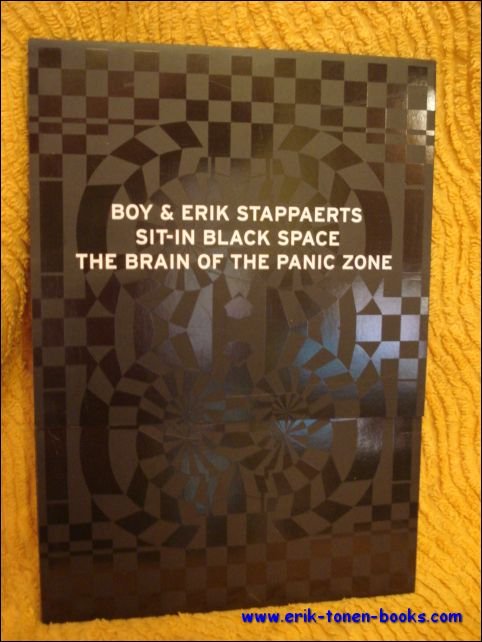 BOY & ERIK STAPPAERTS
SIT-IN BLACK SPACE
THE BRAIN OF THE PANIC ZONE
www.erik-tonen-books.com